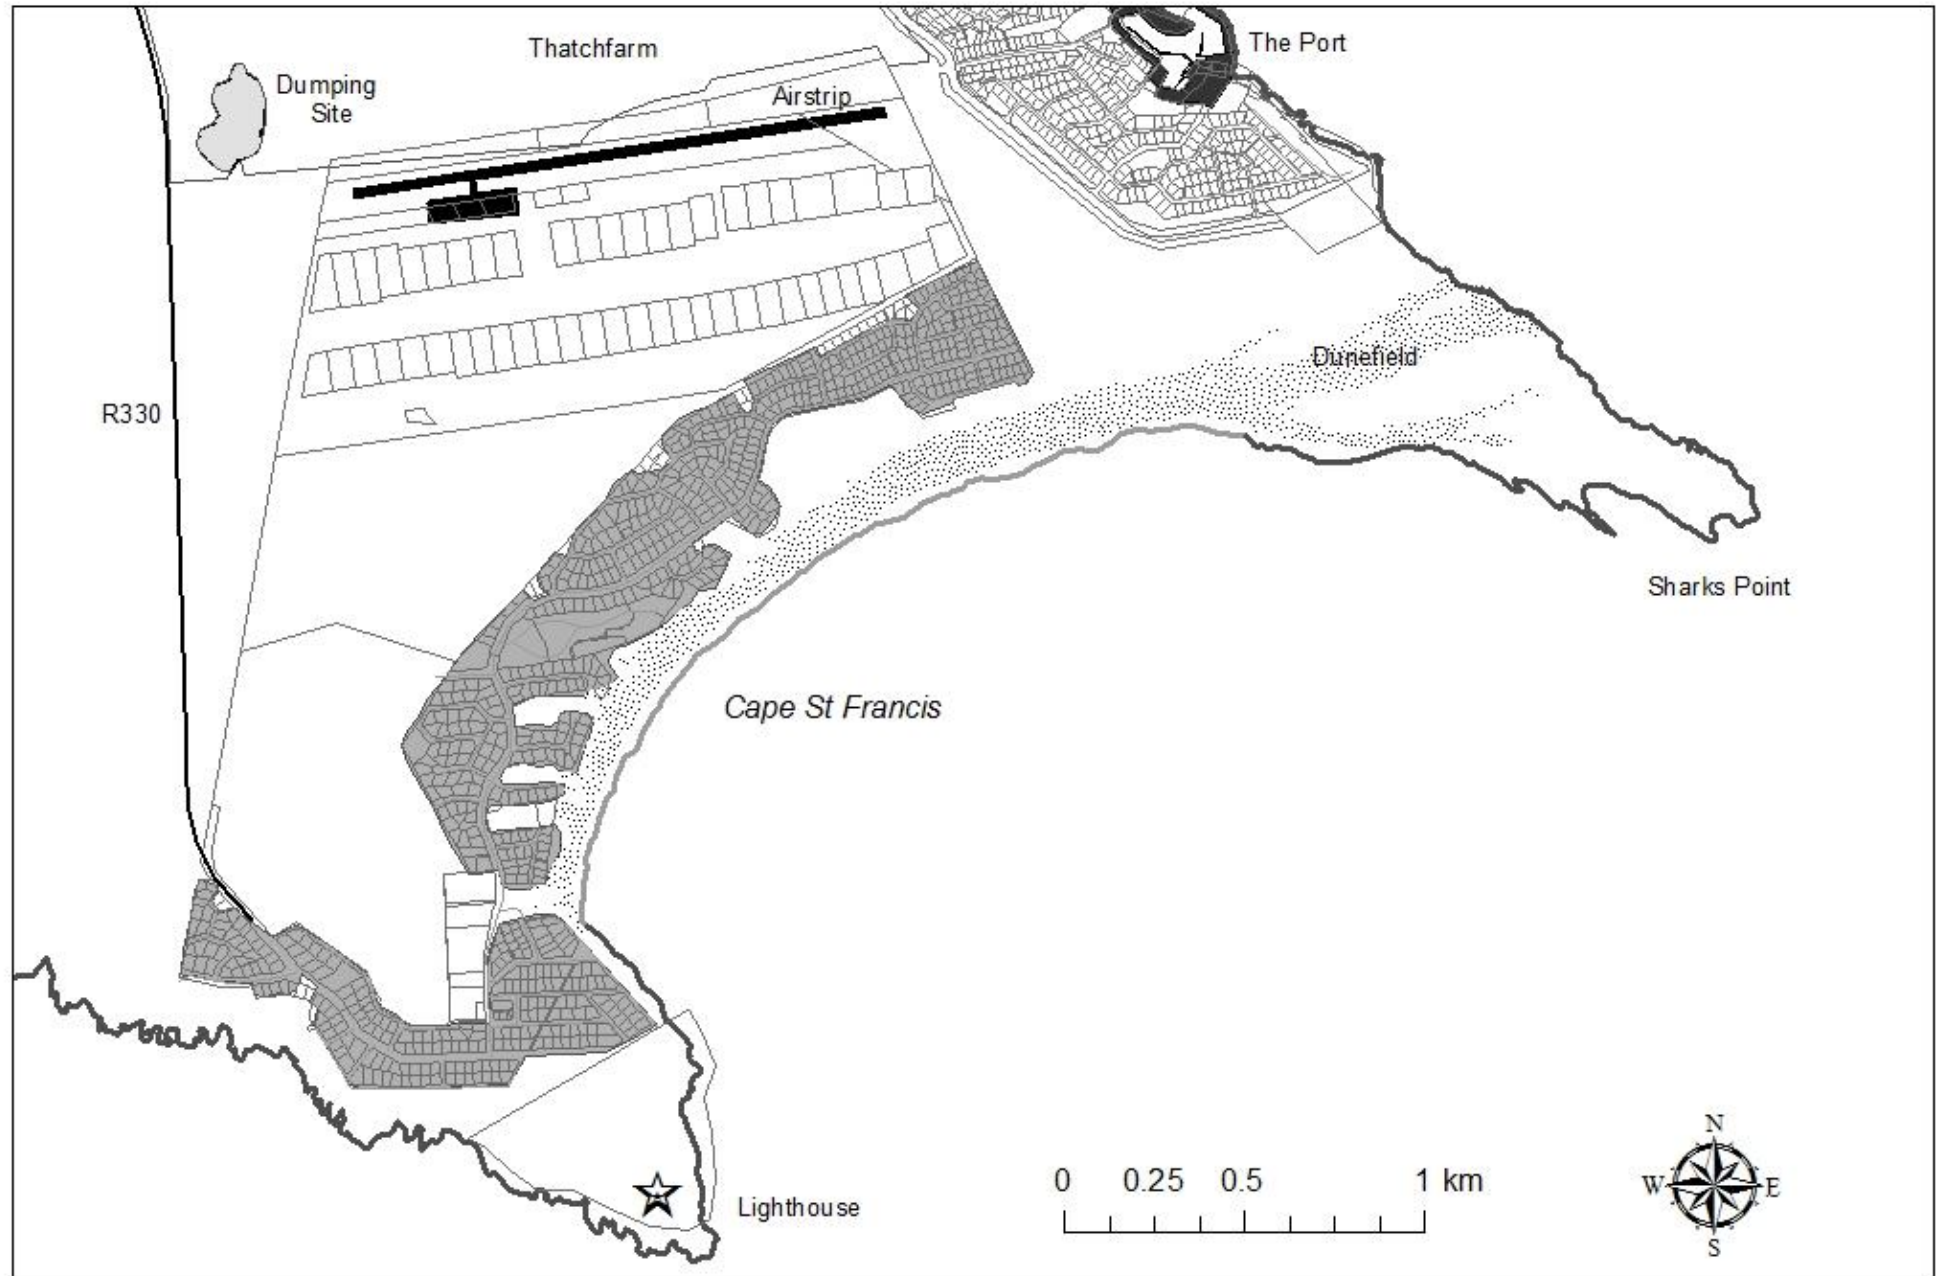 Thatchfarm
The Port
Dumping
Site
Airstrip
Dunefield
R330
Sharks Point
Cape St Francis
0 0.25 0.5 1 km
N
W E
S
Lighthouse